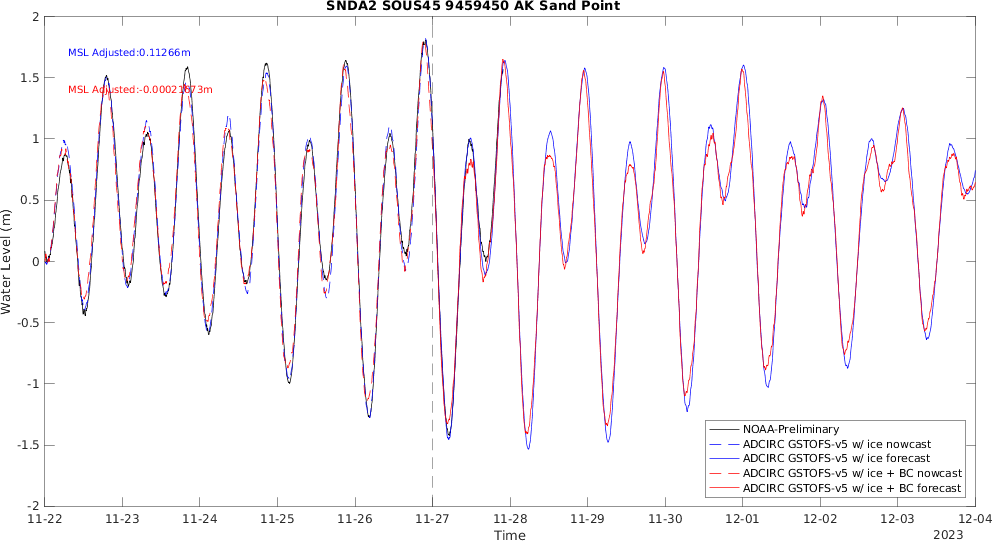 SNDA2 SOUS45 9459450 AK Sand Point
2
MSL Adjusted:0.11266m
1.5
MSL Adjusted:-0.00021673m
1
0.5
0
-0.5
-1
-1.5
-2
Water Level (m)
NOAA-Preliminary
ADCIRC GSTOFS-v5 w/ ice nowcast
ADCIRC GSTOFS-v5 w/ ice forecast
ADCIRC GSTOFS-v5 w/ ice + BC nowcast
ADCIRC GSTOFS-v5 w/ ice + BC forecast
11-22 11-23 11-24 11-25 11-26 11-27 11-28 11-29 11-30 12-01 12-02 12-03 12-04
Time
2023